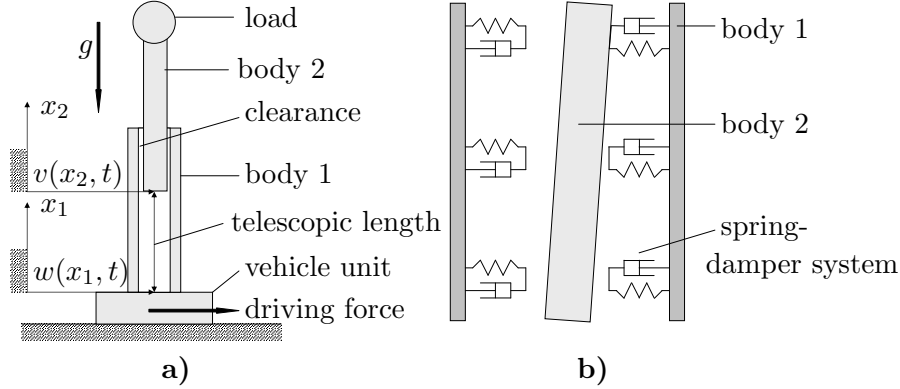 load
g
body 2
x₂
clearance
v(x₂, t)
body 1
x₁
telescopic length
w(x₁, t)
vehicle unit
driving force
a)
body 1
body 2
spring-
damper system
b)